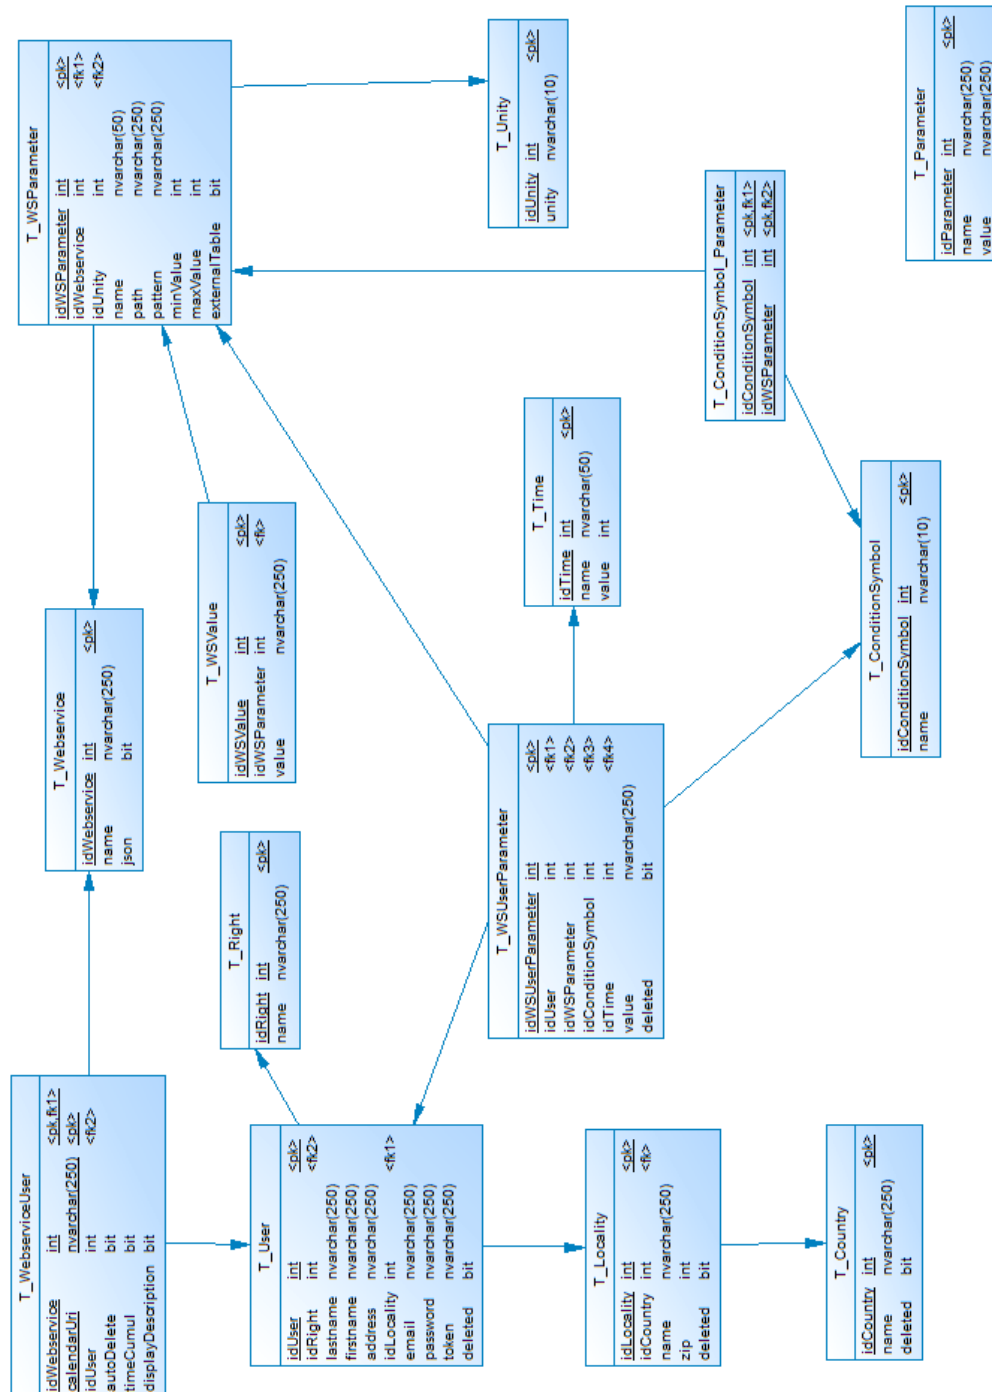 T_WebserviceUser
idWebservice int <pk,fk1>
calendarUri nvarchar(250) <pk>
idUser int <fk2>
autoDelete bit
timeCumul bit
displayDescription bit
T_Webservice
idWebservice int <pk>
name nvarchar(250)
json bit
T_WSParameter
idWSParameter int <pk>
idWebservice int <fk1>
idUnity int <fk2>
name nvarchar(50)
path nvarchar(250)
pattern nvarchar(250)
minValue int
maxValue int
externalTable bit
T_User
idUser int <pk>
idRight int <fk2>
lastname nvarchar(250)
firstname nvarchar(250)
address nvarchar(250)
idLocality int <fk1>
email nvarchar(250)
password nvarchar(250)
token nvarchar(250)
deleted bit
T_Right
idRight int <pk>
name nvarchar(250)
T_WSValue
idWSValue int <pk>
idWSParameter int <fk>
value nvarchar(250)
T_WSUserParameter
idWSUserParameter int <pk>
idUser int <fk1>
idWSParameter int <fk2>
idConditionSymbol int <fk3>
idTime int <fk4>
value nvarchar(250)
deleted bit
T_Time
idTime int <pk>
name nvarchar(50)
value int
T_Unity
idUnity int <pk>
unity nvarchar(10)
T_Locality
idLocality int <pk>
idCountry int <fk>
name nvarchar(250)
zip int
deleted bit
T_ConditionSymbol_Parameter
idConditionSymbol int <pk,fk1>
idWSParameter int <pk,fk2>
T_Country
idCountry int <pk>
name nvarchar(250)
deleted bit
T_ConditionSymbol
idConditionSymbol int <pk>
name nvarchar(10)
T_Parameter
idParameter int <pk>
name nvarchar(250)
value nvarchar(250)